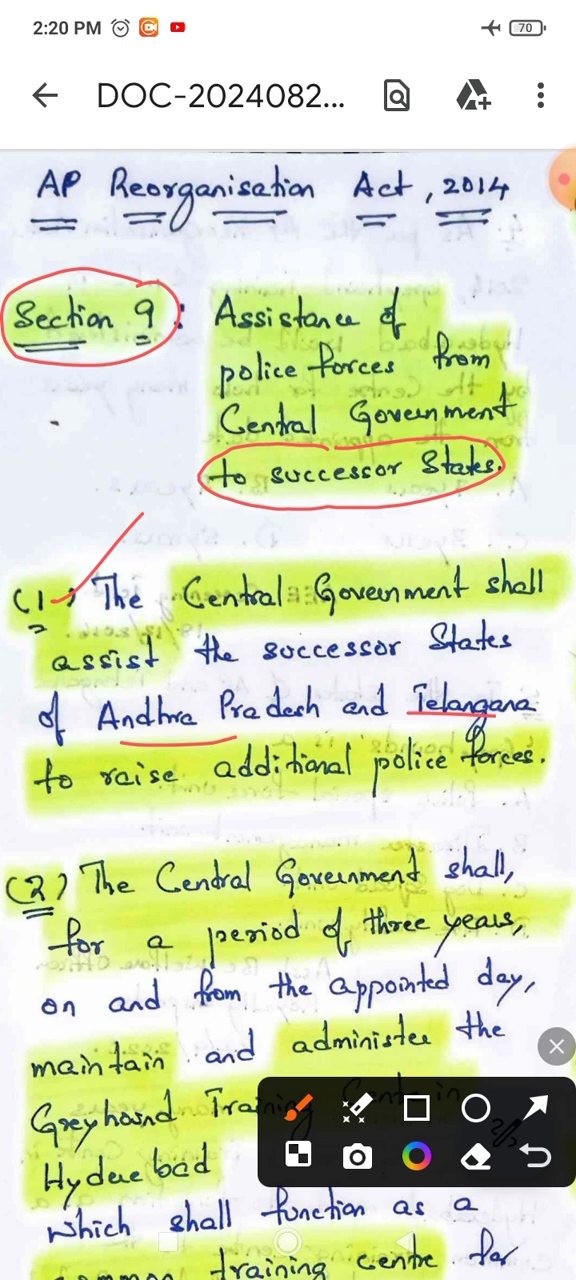 2:20 PM
70
DOC-2024082...
AP Reorganisation Act, 2014
Section 9 : Assistance of
police forces from
Central Government
to successor States.
(1) The Central Government shall
assist the successor States
of Andhra Pradesh and Telangana
to raise additional police forces.
(2) The Central Government shall,
for a period of three years,
on and from the appointed day,
maintain and administer the
Greyhound Training Centre in
Hyderabad
which shall function as a
common training centre for